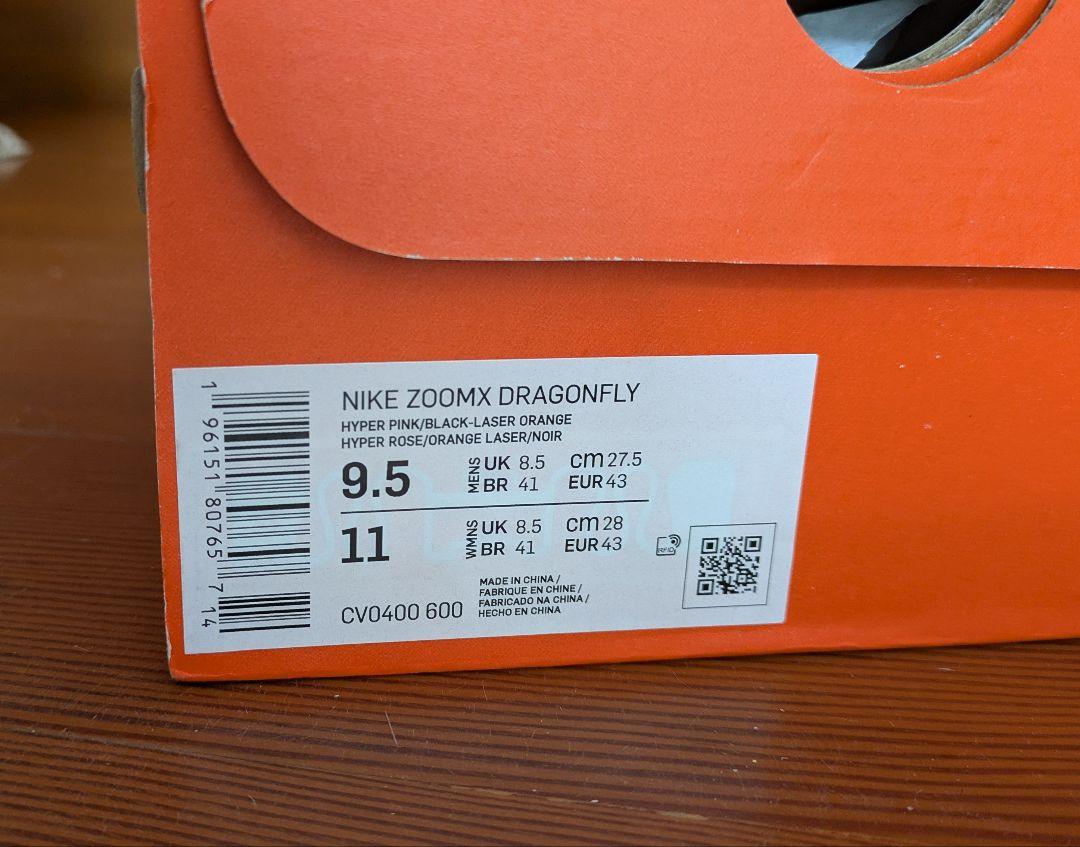 1 96151 80765 7 14
NIKE ZOOMX DRAGONFLY
HYPER PINK/BLACK-LASER ORANGE
HYPER ROSE/ORANGE LASER/NOIR
9.5 MENS UK 8.5 cm 27.5
BR 41 EUR 43
11 WMNS UK 8.5 cm 28
BR 41 EUR 43
RFID
CV0400 600
MADE IN CHINA /
FABRIQUE EN CHINE /
FABRICADO NA CHINA /
HECHO EN CHINA